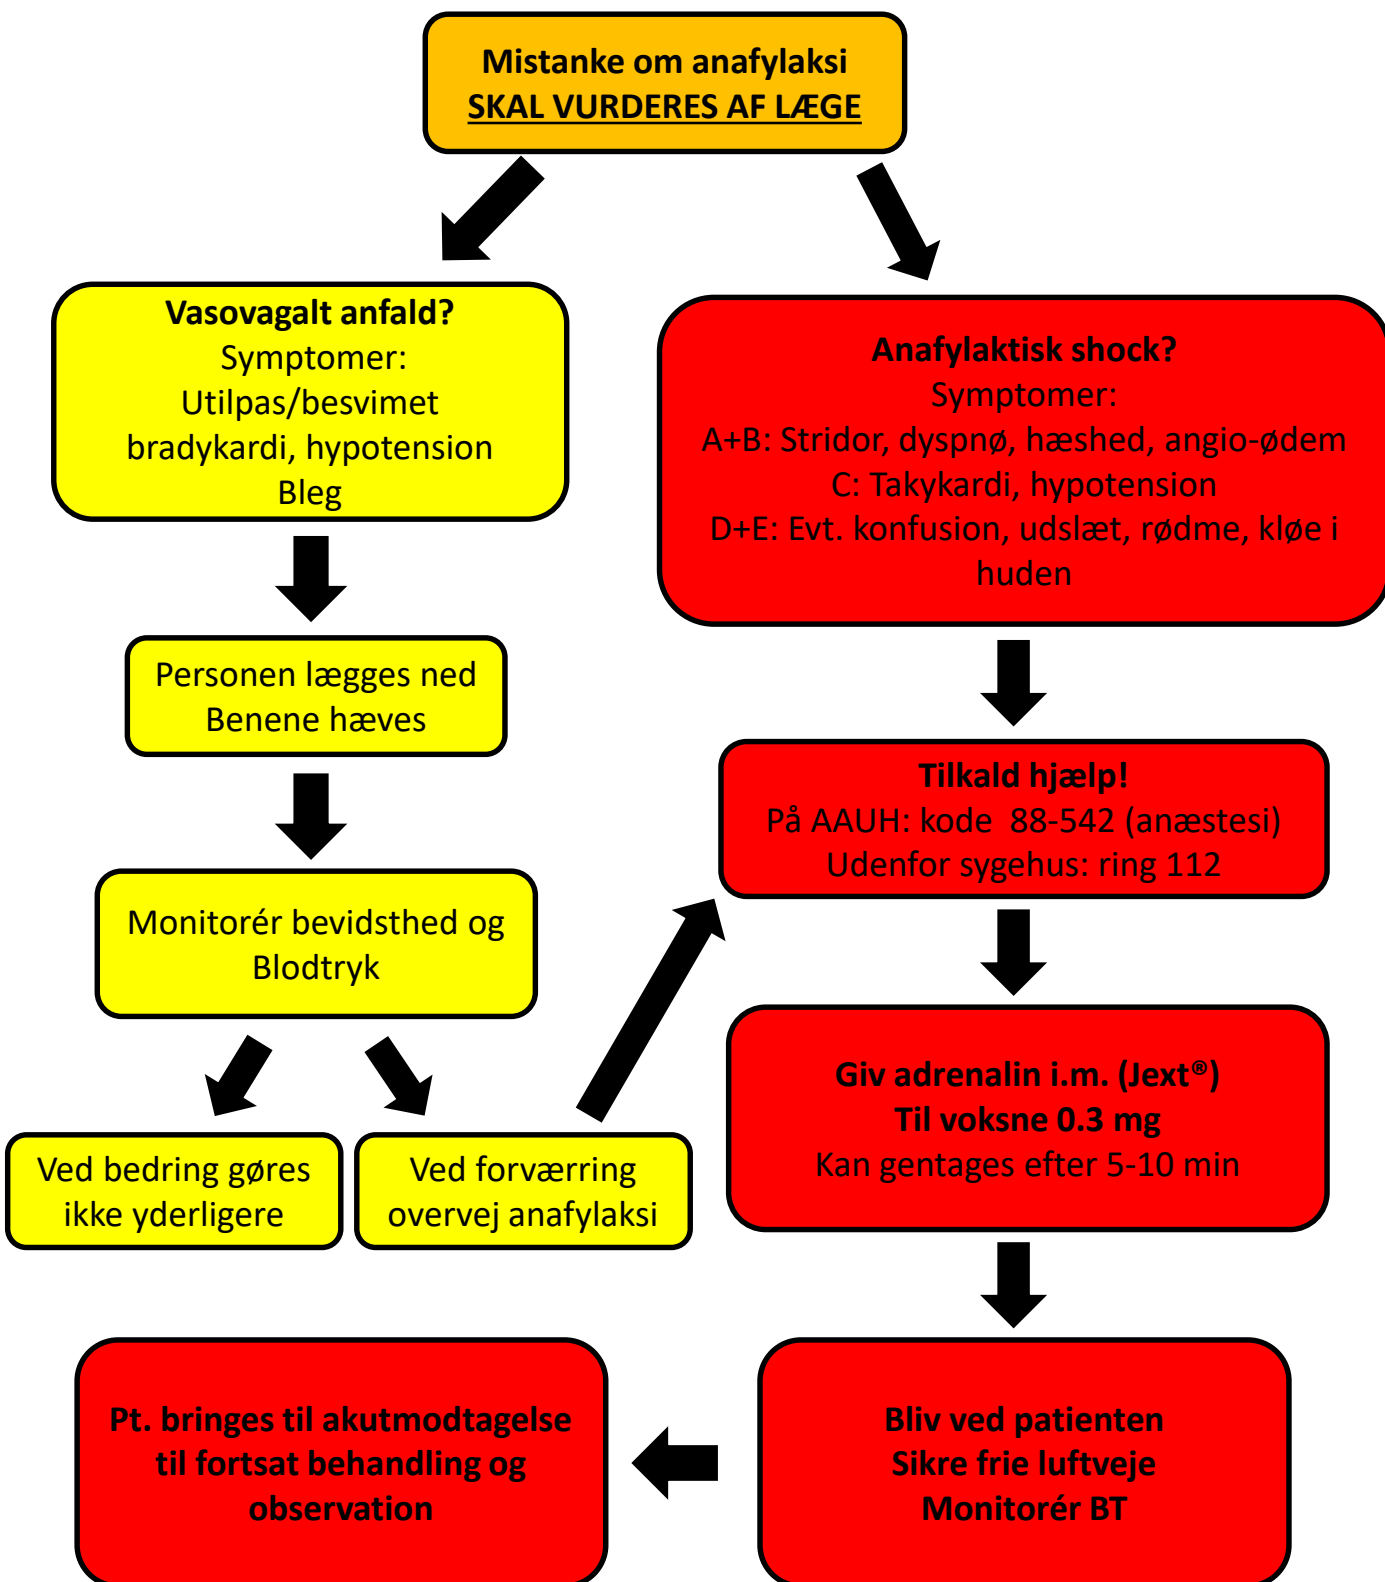 Mistanke om anafylaksi
SKAL VURDERES AF LÆGE
Vasovagalt anfald?
Symptomer:
Utilpas/besvimet
bradykardi, hypotension
Bleg
Anafylaktisk shock?
Symptomer:
A+B: Stridor, dyspnø, hæshed, angio-ødem
C: Takykardi, hypotension
D+E: Evt. konfusion, udslæt, rødme, kløe i
huden
Personen lægges ned
Benene hæves
Tilkald hjælp!
På AAUH: kode  88-542 (anæstesi)
Udenfor sygehus: ring 112
Monitorér bevidsthed og
Blodtryk
Giv adrenalin i.m. (Jext®)
Til voksne 0.3 mg
Kan gentages efter 5-10 min
Ved bedring gøres
ikke yderligere
Ved forværring
overvej anafylaksi
Pt. bringes til akutmodtagelse
til fortsat behandling og
observation
Bliv ved patienten
Sikre frie luftveje
Monitorér BT